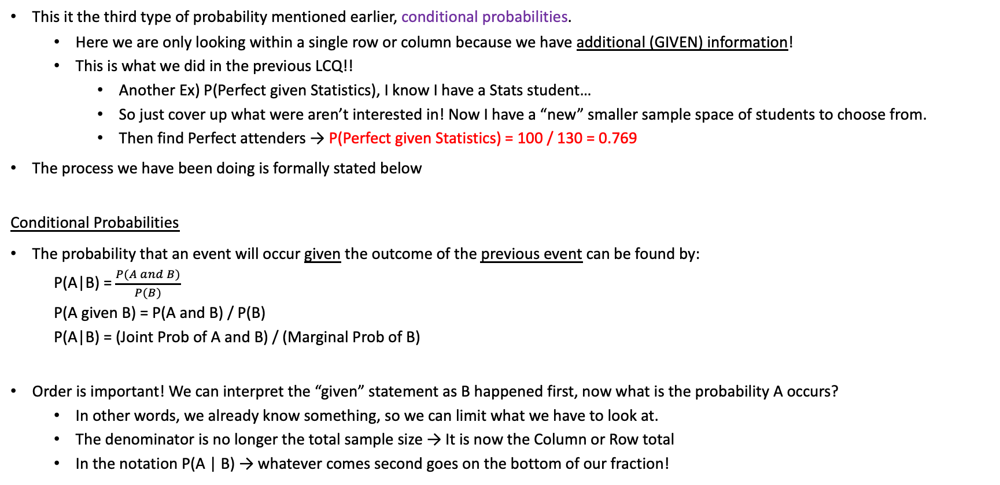 • This it the third type of probability mentioned earlier, conditional probabilities.
• Here we are only looking within a single row or column because we have additional (GIVEN) information!
• This is what we did in the previous LCQ!!
• Another Ex) P(Perfect given Statistics), I know I have a Stats student...
• So just cover up what were aren’t interested in! Now I have a “new” smaller sample space of students to choose from.
• Then find Perfect attenders → P(Perfect given Statistics) = 100 / 130 = 0.769
• The process we have been doing is formally stated below
Conditional Probabilities
• The probability that an event will occur given the outcome of the previous event can be found by:
P(A|B) = P(A and B) / P(B)
P(A given B) = P(A and B) / P(B)
P(A|B) = (Joint Prob of A and B) / (Marginal Prob of B)
• Order is important! We can interpret the “given” statement as B happened first, now what is the probability A occurs?
• In other words, we already know something, so we can limit what we have to look at.
• The denominator is no longer the total sample size → It is now the Column or Row total
• In the notation P(A | B) → whatever comes second goes on the bottom of our fraction!